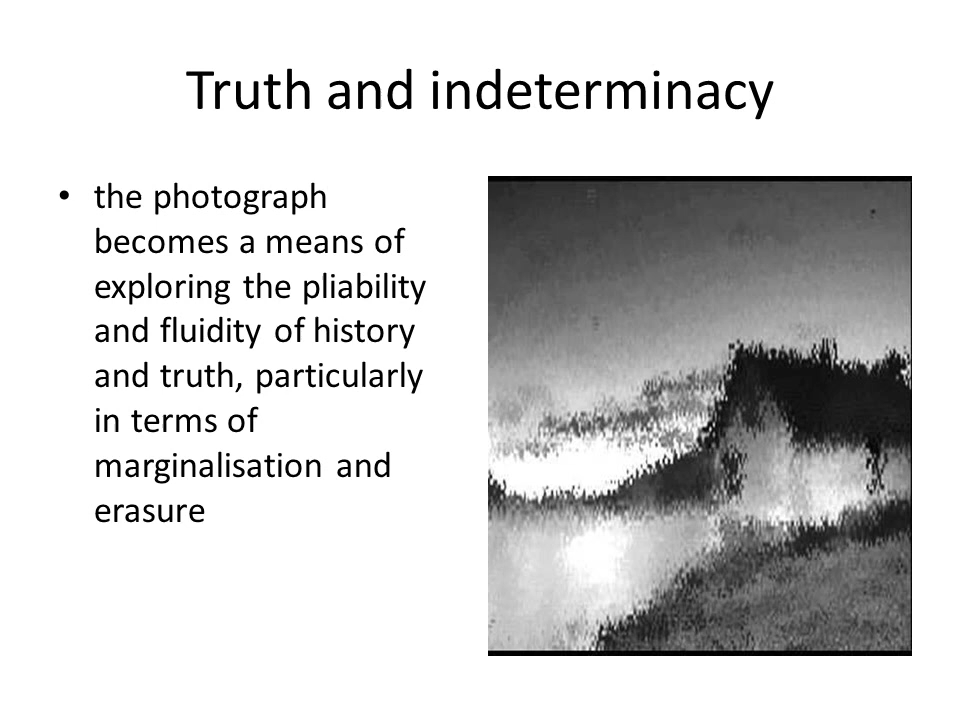 Truth and indeterminacy
• the photograph
becomes a means of
exploring the pliability
and fluidity of history
and truth, particularly
in terms of
marginalisation and
erasure